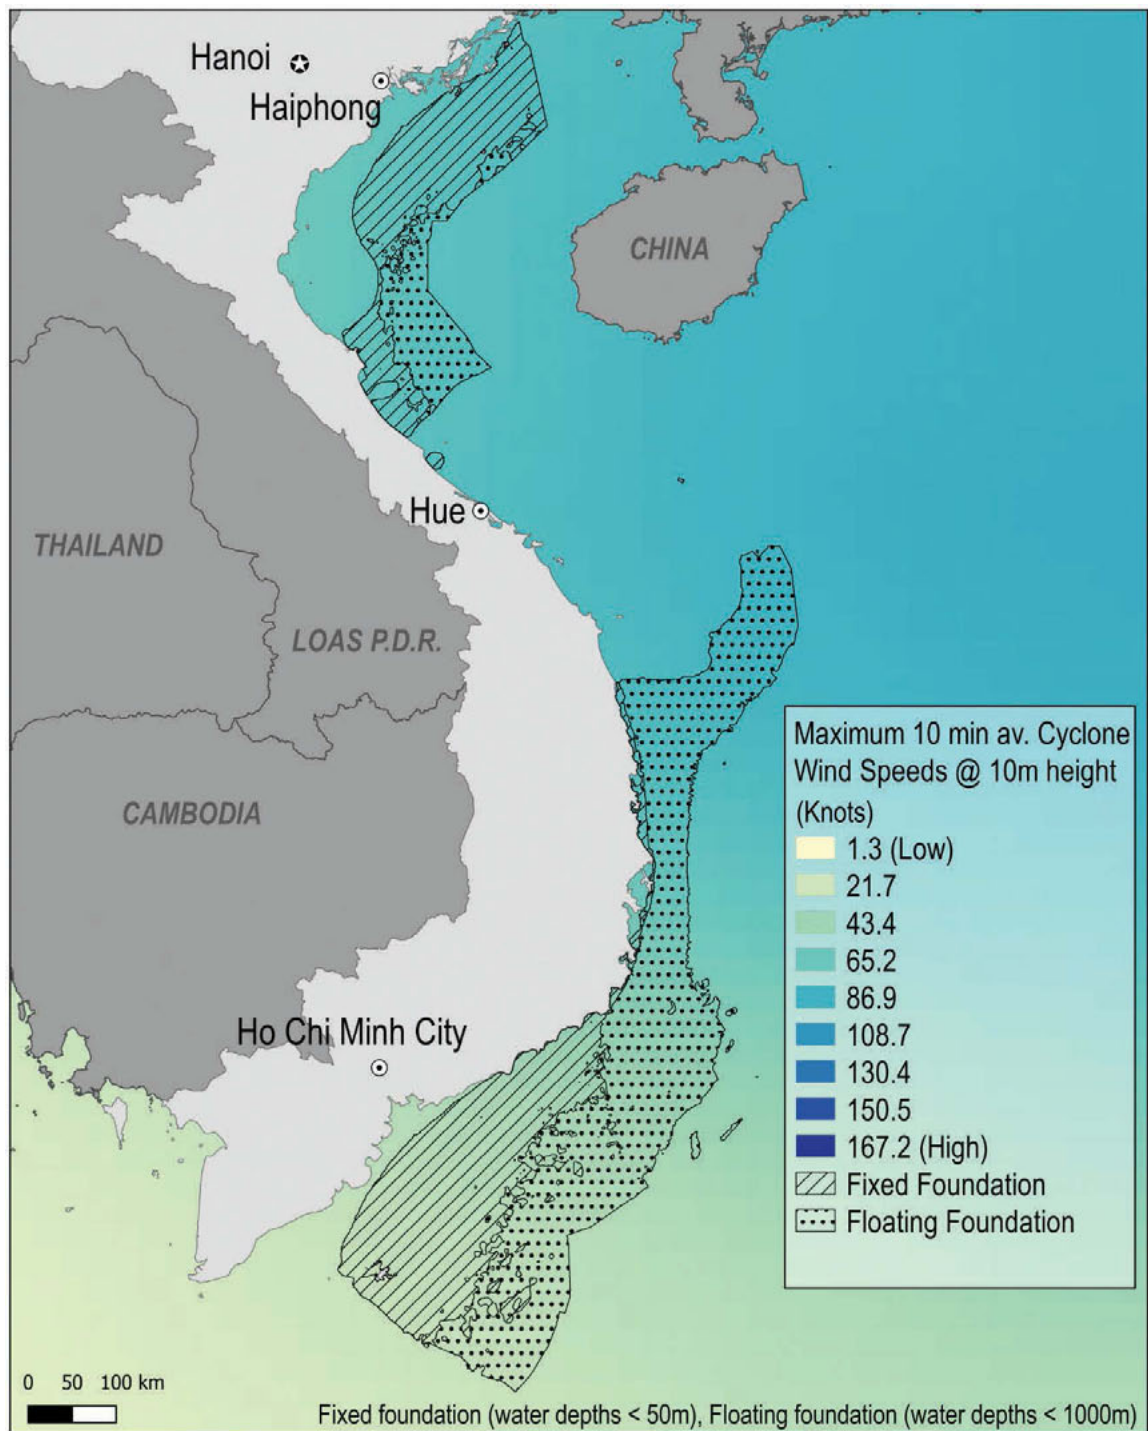 Hanoi
Haiphong
CHINA
Hue
THAILAND
LOAS P.D.R.
CAMBODIA
Ho Chi Minh City
Maximum 10 min av. Cyclone
Wind Speeds @ 10m height
(Knots)
1.3 (Low)
21.7
43.4
65.2
86.9
108.7
130.4
150.5
167.2 (High)
Fixed Foundation
Floating Foundation
0 50 100 km
Fixed foundation (water depths < 50m), Floating foundation (water depths < 1000m)